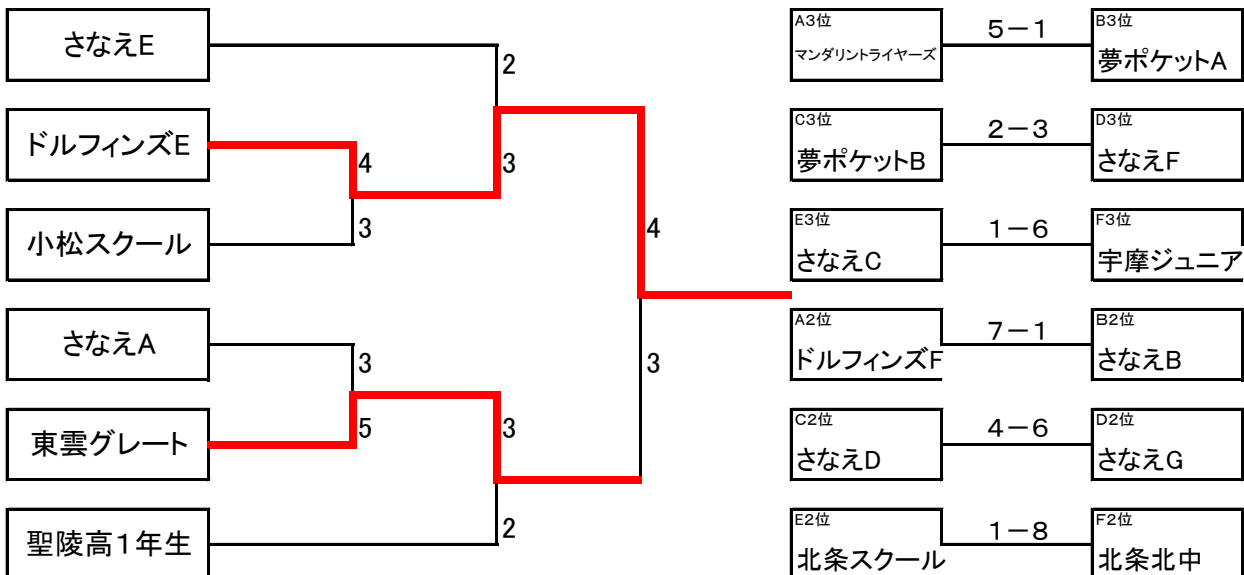 さなえE
ドルフィンズE
小松スクール
さなえA
東雲グレート
聖陵高1年生
2
4
3
3
3
5
3
2
4
3
A3位
マンダリントライヤーズ
5-1
B3位
夢ポケットA
C3位
夢ポケットB
2-3
D3位
さなえF
E3位
さなえC
1-6
F3位
宇摩ジュニア
A2位
ドルフィンズF
7-1
B2位
さなえB
C2位
さなえD
4-6
D2位
さなえG
E2位
北条スクール
1-8
F2位
北条北中